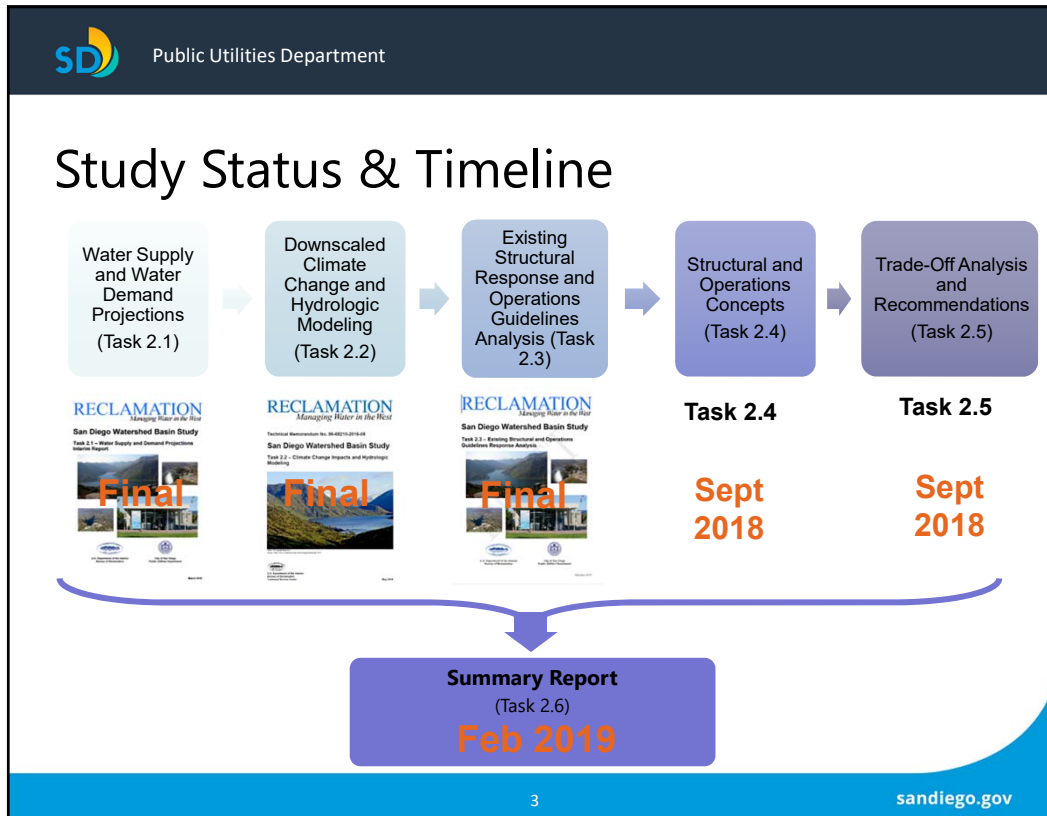 SD
Public Utilities Department
Study Status & Timeline
Water Supply
and Water
Demand
Projections
(Task 2.1)
Downscaled
Climate
Change and
Hydrologic
Modeling
(Task 2.2)
Existing
Structural
Response and
Operations
Guidelines
Analysis (Task
2.3)
Structural and
Operations
Concepts
(Task 2.4)
Trade-Off Analysis
and
Recommendations
(Task 2.5)
RECLAMATION
Managing Water in the West
San Diego Watershed Basin Study
Task 2.1 – Water Supply and Demand Projections
Interim Report
Final
RECLAMATION
Managing Water in the West
San Diego Watershed Basin Study
Task 2.2 – Climate Change Impacts and Hydrologic
Modeling
Final
RECLAMATION
Managing Water in the West
San Diego Watershed Basin Study
Task 2.3 – Existing Structural and Operations
Guidelines Response Analysis
Final
Task 2.4
Sept
2018
Task 2.5
Sept
2018
Summary Report
(Task 2.6)
Feb 2019
3
sandiego.gov